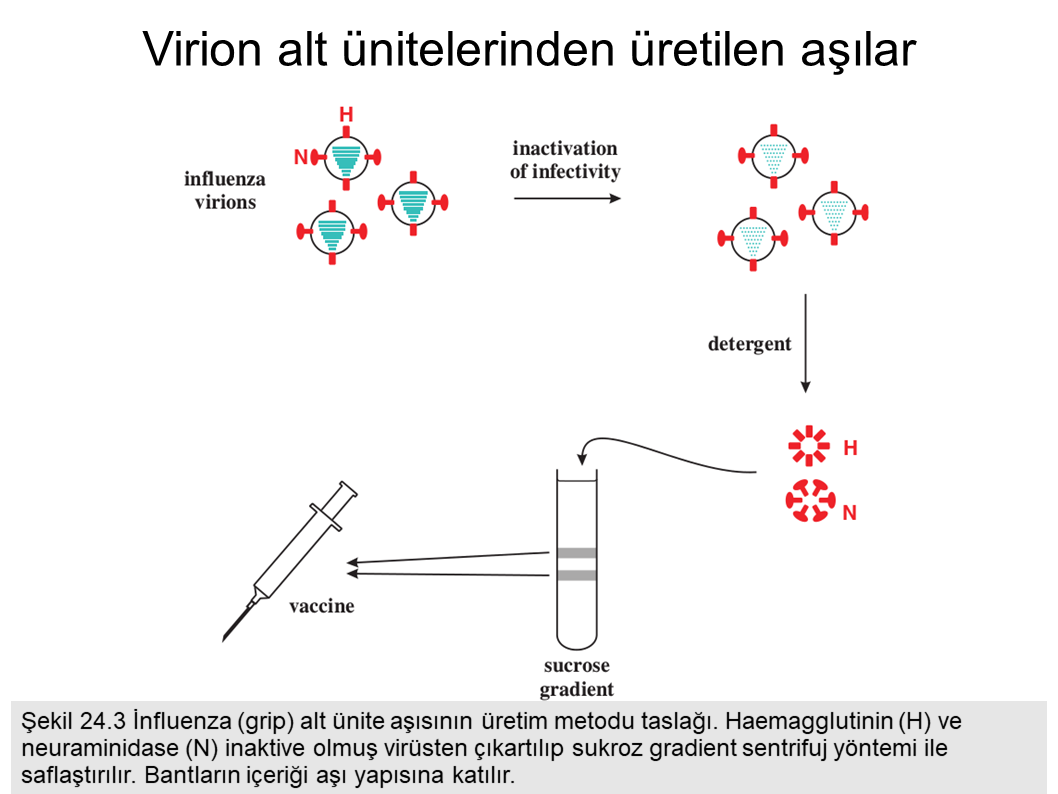 Virion alt ünitelerinden üretilen aşılar
H
N
influenza
virions
inactivation
of infectivity
detergent
H
N
vaccine
sucrose
gradient
Şekil 24.3 İnfluenza (grip) alt ünite aşısının üretim metodu taslağı. Haemagglutinin (H) ve
neuraminidase (N) inaktive olmuş virüsten çıkartılıp sukroz gradient sentrifuj yöntemi ile
saflaştırılır. Bantların içeriği aşı yapısına katılır.